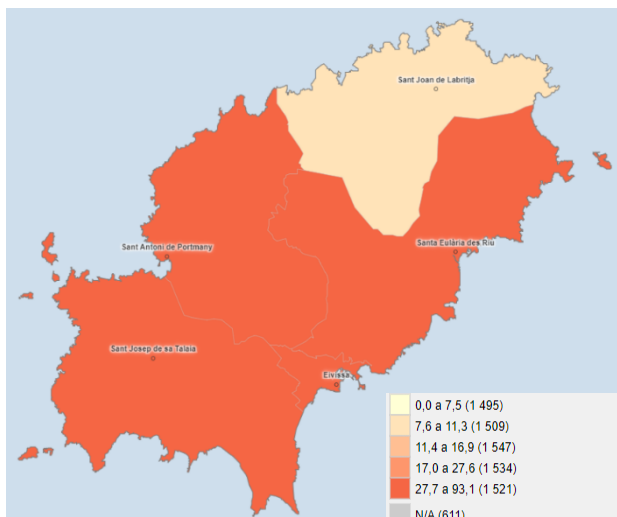 Sant Joan de Labritja
Sant Antoni de Portmany
Santa Eulària des Riu
Sant Josep de sa Talaia
Eivissa
0,0 a 7,5 (1 495)
7,6 a 11,3 (1 509)
11,4 a 16,9 (1 547)
17,0 a 27,6 (1 534)
27,7 a 93,1 (1 521)
N/A (611)